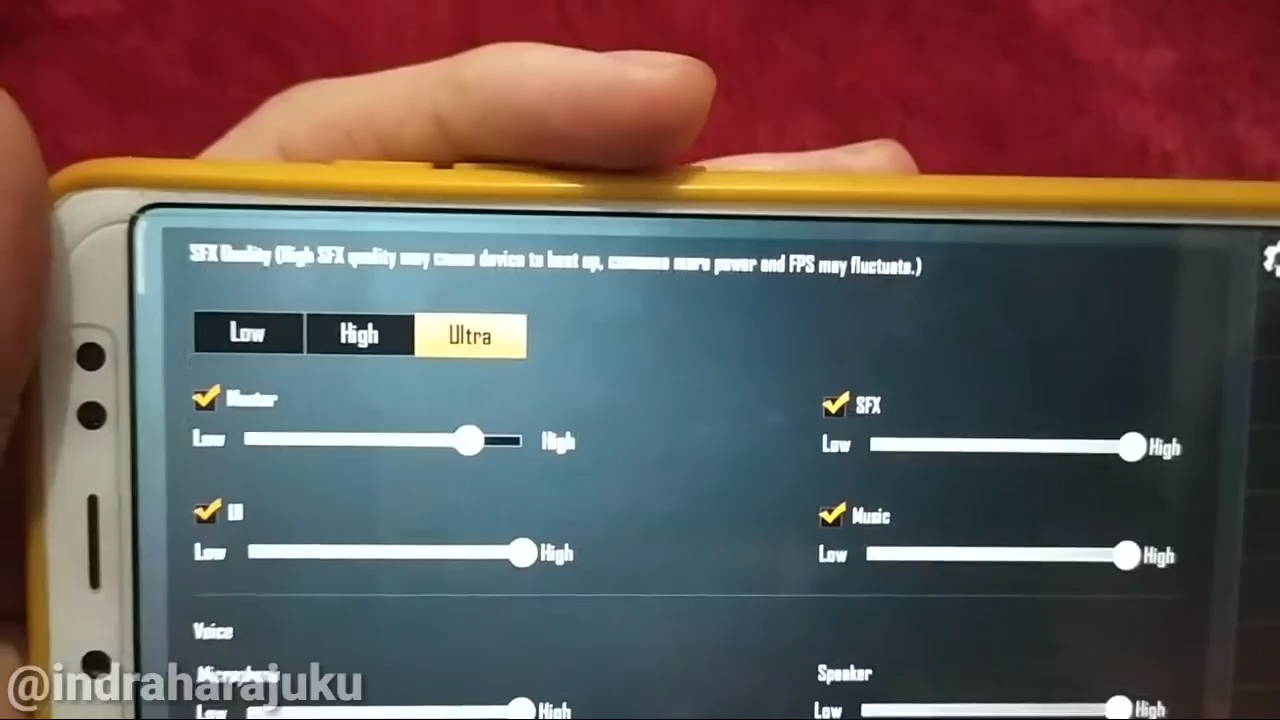 SFX Quality (High SFX quality may cause device to heat up, consume more power and FPS may fluctuate.)
Low High Ultra
Master SFX
Low High Low High
UI Music
Low High Low High
Voice
Microphone Speaker
Low High Low High
@indraharajuku